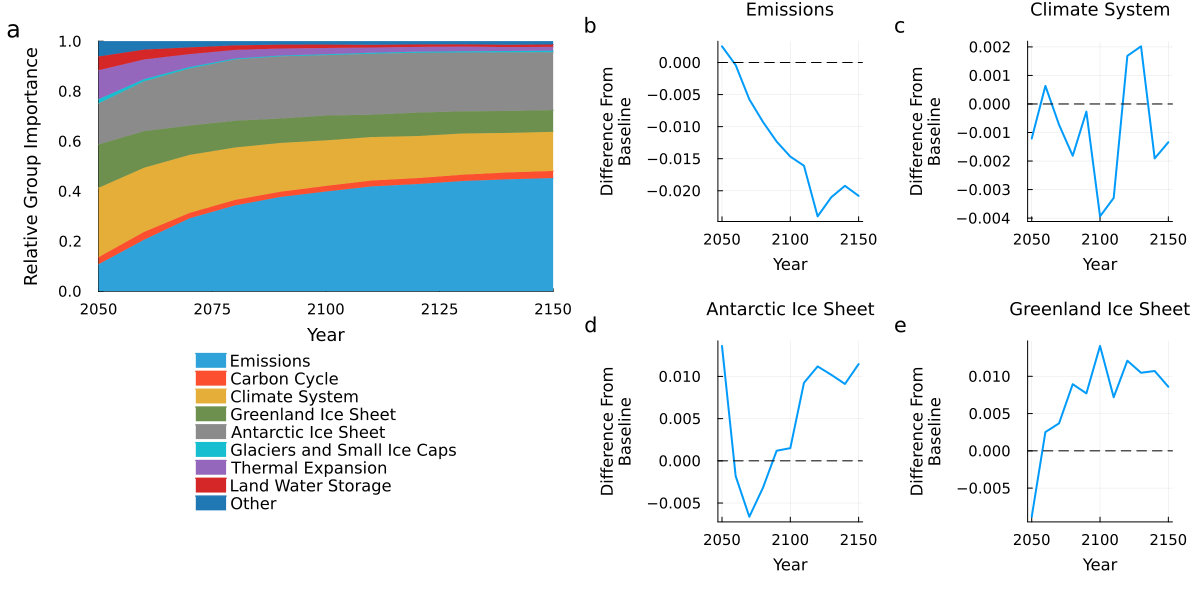 a
1.0
0.8
0.6
0.4
0.2
0.0
Relative Group Importance
2050
2075
2100
2125
2150
Year
Emissions
Carbon Cycle
Climate System
Greenland Ice Sheet
Antarctic Ice Sheet
Glaciers and Small Ice Caps
Thermal Expansion
Land Water Storage
Other
b
Emissions
0.000
−0.005
−0.010
−0.015
−0.020
Difference From
Baseline
2050
2100
2150
Year
c
Climate System
0.002
0.001
0.000
−0.001
−0.002
−0.003
−0.004
Difference From
Baseline
2050
2100
2150
Year
d
Antarctic Ice Sheet
0.010
0.005
0.000
−0.005
Difference From
Baseline
2050
2100
2150
Year
e
Greenland Ice Sheet
0.010
0.005
0.000
−0.005
Difference From
Baseline
2050
2100
2150
Year